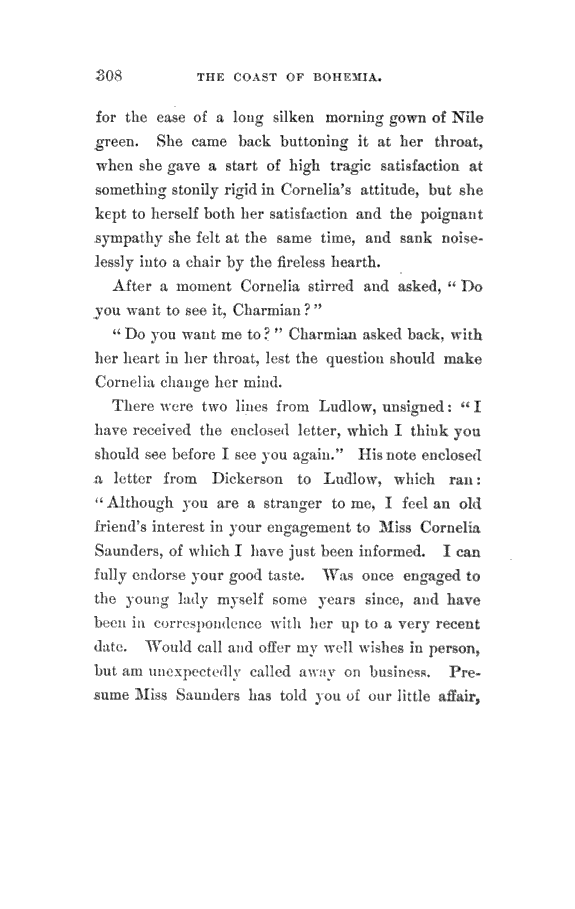 308 THE COAST OF BOHEMIA.
for the ease of a long silken morning gown of Nile
green. She came back buttoning it at her throat,
when she gave a start of high tragic satisfaction at
something stonily rigid in Cornelia's attitude, but she
kept to herself both her satisfaction and the poignant
sympathy she felt at the same time, and sank noise-
lessly into a chair by the fireless hearth.
After a moment Cornelia stirred and asked, "Do
you want to see it, Charmian?"
"Do you want me to?" Charmian asked back, with
her heart in her throat, lest the question should make
Cornelia change her mind.
There were two lines from Ludlow, unsigned: "I
have received the enclosed letter, which I think you
should see before I see you again." His note enclosed
a letter from Dickerson to Ludlow, which ran:
"Although you are a stranger to me, I feel an old
friend's interest in your engagement to Miss Cornelia
Saunders, of which I have just been informed. I can
fully endorse your good taste. Was once engaged to
the young lady myself some years since, and have
been in correspondence with her up to a very recent
date. Would call and offer my well wishes in person,
but am unexpectedly called away on business. Pre-
sume Miss Saunders has told you of our little affair,